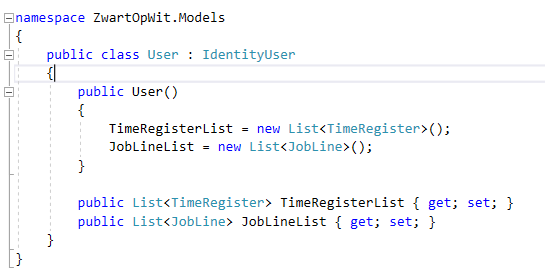 namespace ZwartOpWit.Models
{
    public class User : IdentityUser
    {
        public User()
        {
            TimeRegisterList = new List<TimeRegister>();
            JobLineList = new List<JobLine>();
        }

        public List<TimeRegister> TimeRegisterList { get; set; }
        public List<JobLine> JobLineList { get; set; }
    }
}